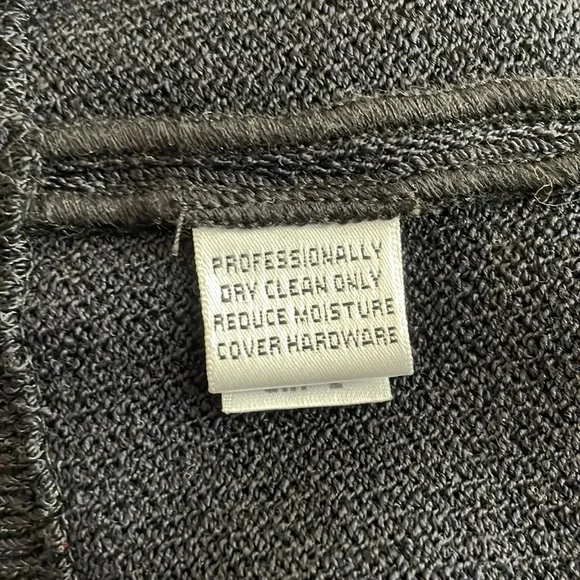 PROFESSIONALLY
DRY CLEAN ONLY
REDUCE MOISTURE
COVER HARDWARE